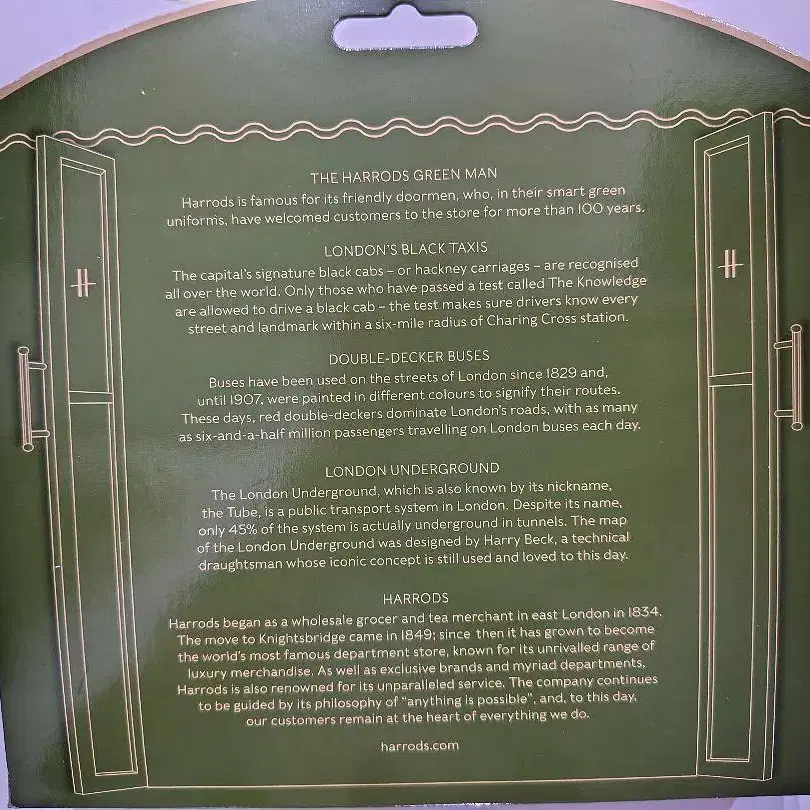 THE HARRODS GREEN MAN
Harrods is famous for its friendly doormen, who, in their smart green
uniforms, have welcomed customers to the store for more than 100 years.
LONDON'S BLACK TAXIS
The capital's signature black cabs – or hackney carriages – are recognised
all over the world. Only those who have passed a test called The Knowledge
are allowed to drive a black cab – the test makes sure drivers know every
street and landmark within a six-mile radius of Charing Cross station.
DOUBLE-DECKER BUSES
Buses have been used on the streets of London since 1829 and,
until 1907, were painted in different colours to signify their routes.
These days, red double-deckers dominate London's roads, with as many
as six-and-a-half million passengers travelling on London buses each day.
LONDON UNDERGROUND
The London Underground, which is also known by its nickname,
the Tube, is a public transport system in London. Despite its name,
only 45% of the system is actually underground in tunnels. The map
of the London Underground was designed by Harry Beck, a technical
draughtsman whose iconic concept is still used and loved to this day.
HARRODS
Harrods began as a wholesale grocer and tea merchant in east London in 1834.
The move to Knightsbridge came in 1849; since then it has grown to become
the world's most famous department store, known for its unrivalled range of
luxury merchandise. As well as exclusive brands and myriad departments,
Harrods is also renowned for its unparalleled service. The company continues
to be guided by its philosophy of "anything is possible", and, to this day,
our customers remain at the heart of everything we do.
harrods.com